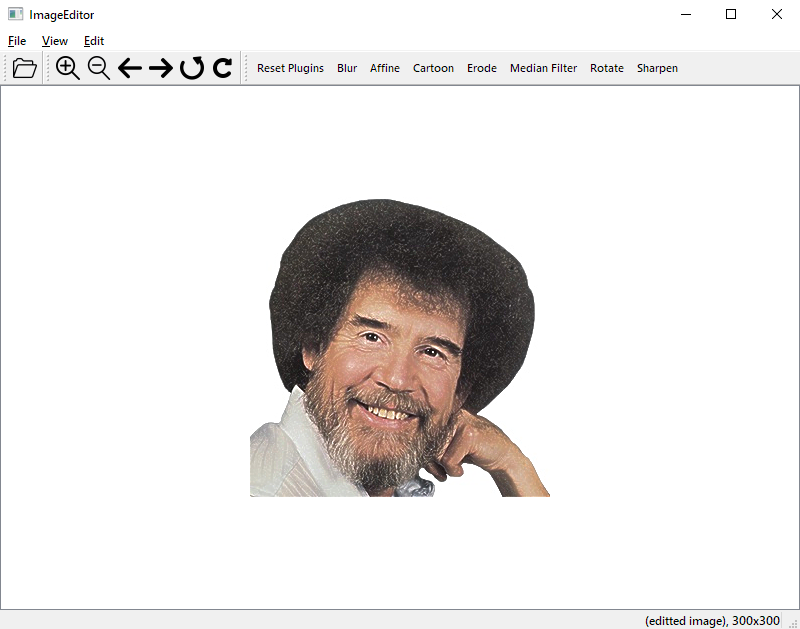 ImageEditor
File View Edit
Reset Plugins Blur Affine Cartoon Erode Median Filter Rotate Sharpen
(editted image), 300x300